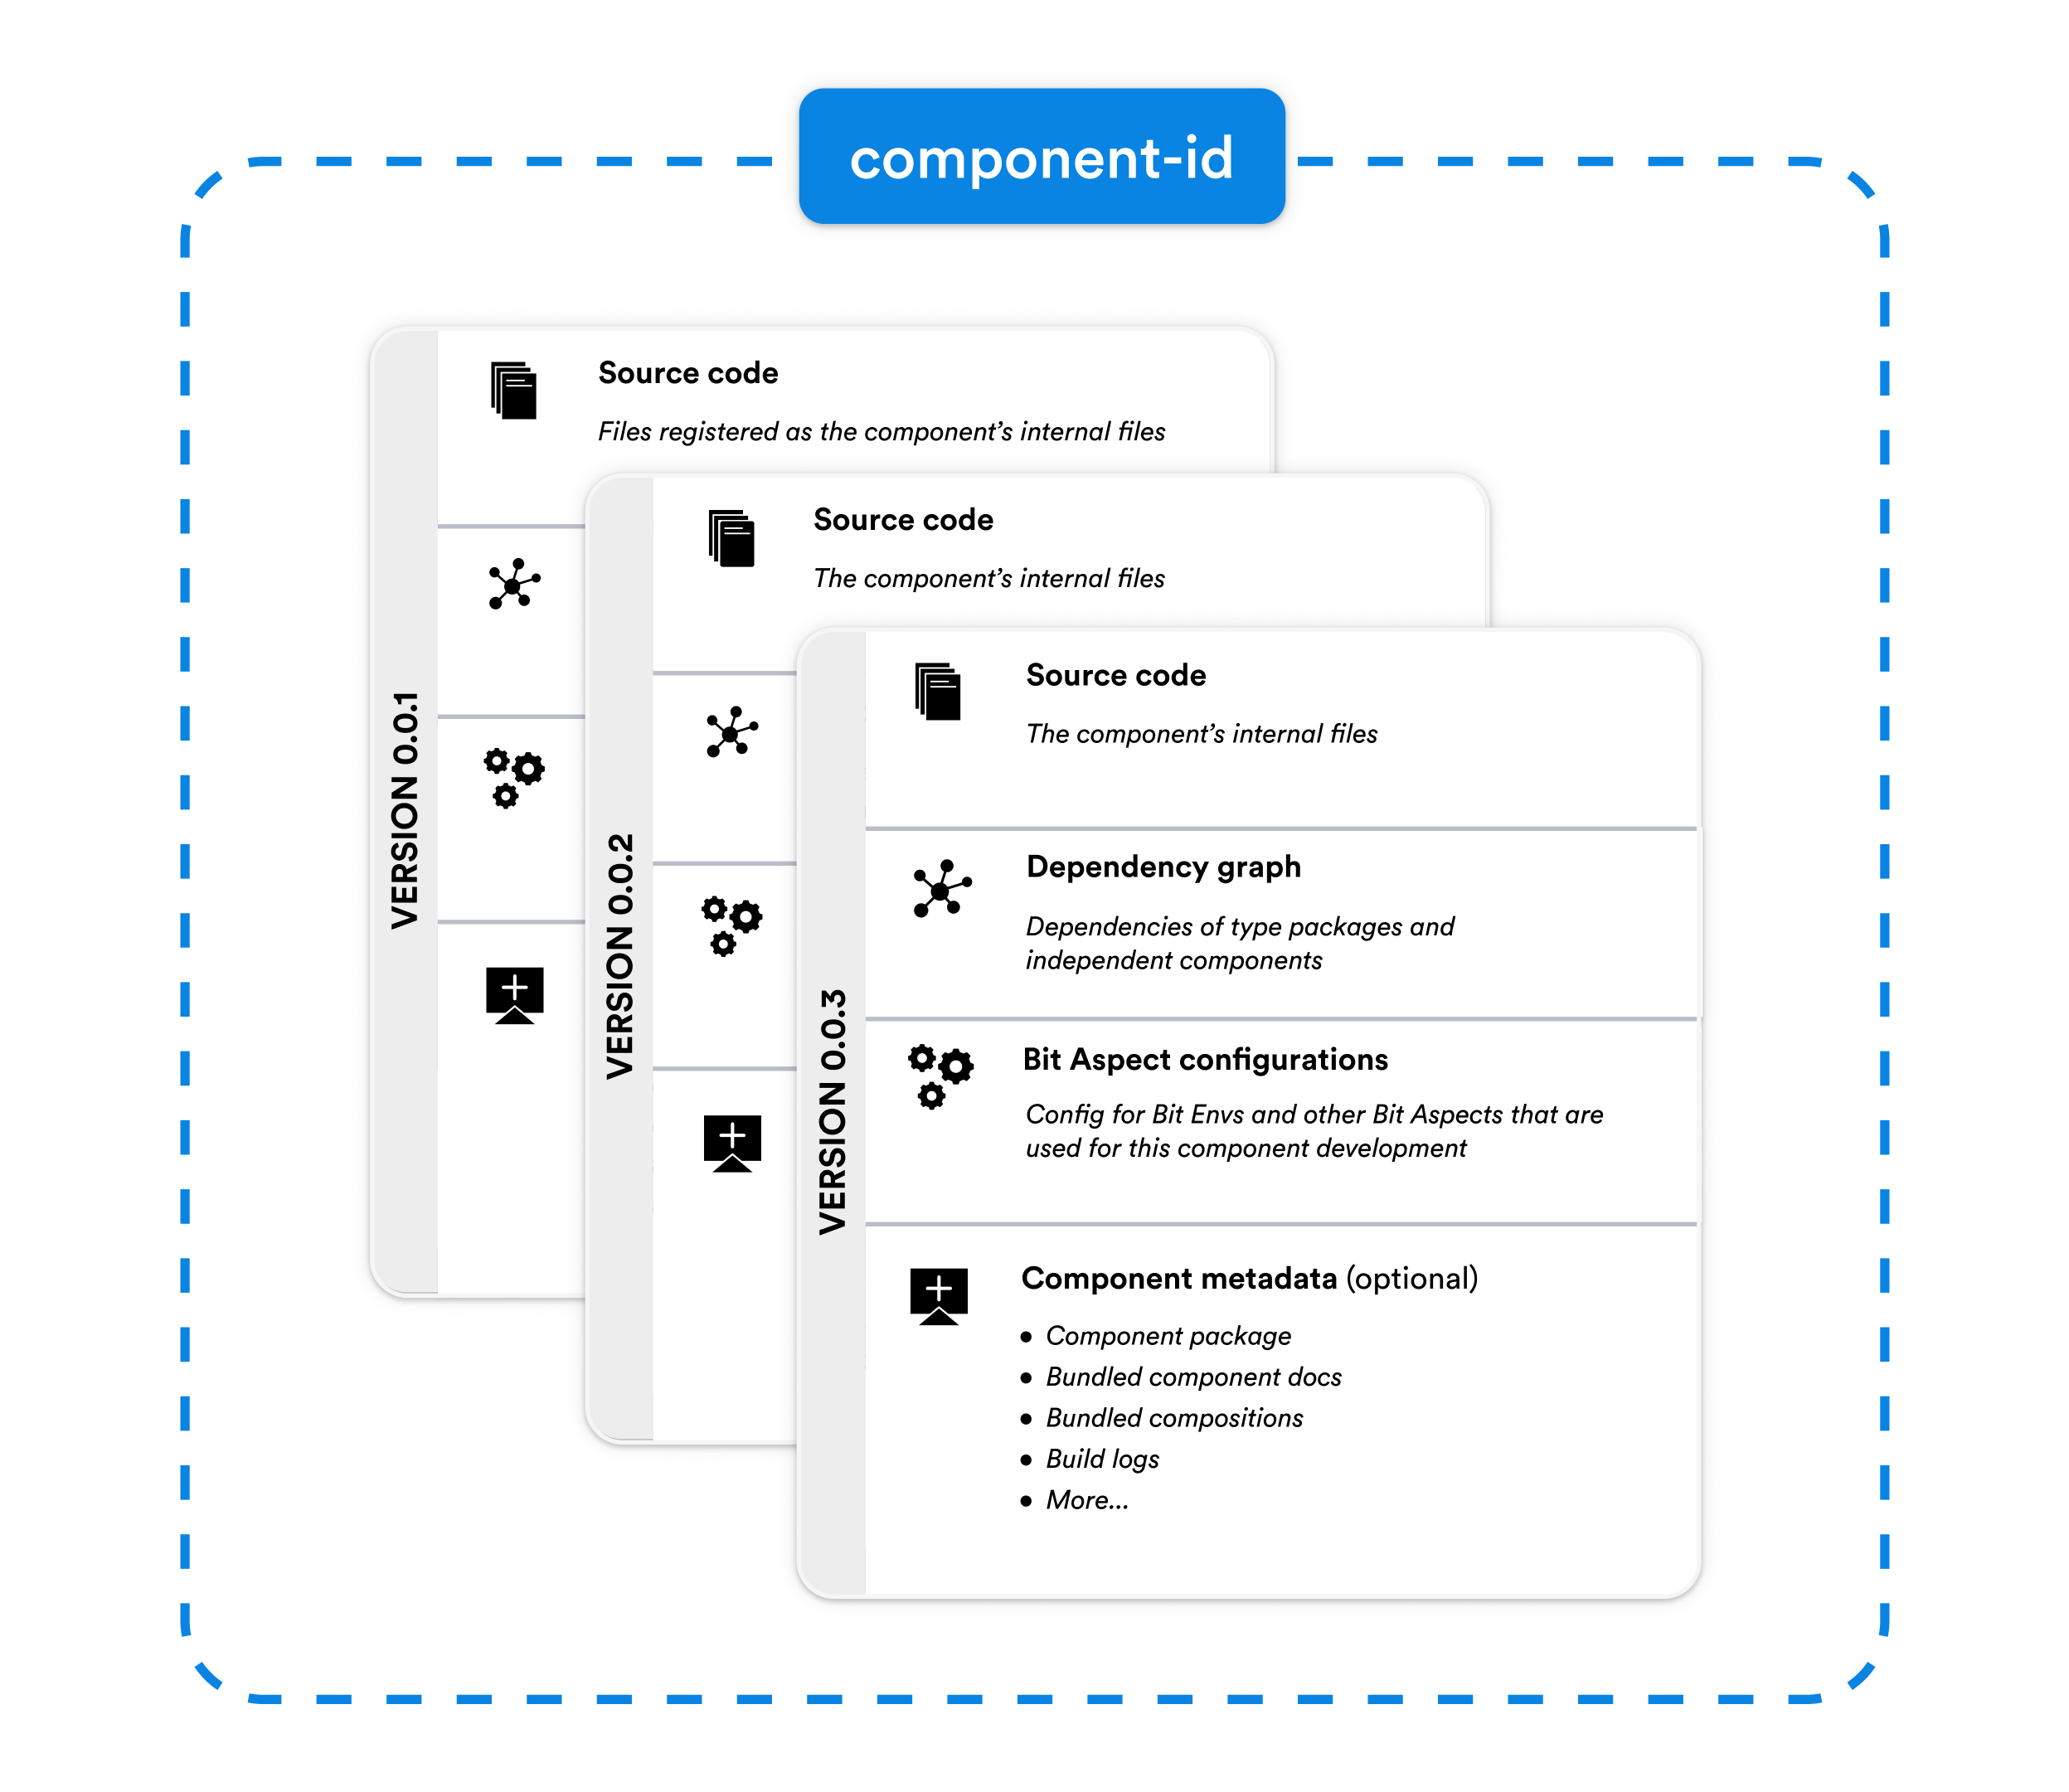 component-id
VERSION 0.0.1
Source code
Files registered as the component’s internal files
VERSION 0.0.2
Source code
The component’s internal files
VERSION 0.0.3
Source code
The component’s internal files
Dependency graph
Dependencies of type packages and
independent components
Bit Aspect configurations
Config for Bit Envs and other Bit Aspects that are
used for this component development
Component metadata (optional)
• Component package
• Bundled component docs
• Bundled compositions
• Build logs
• More...